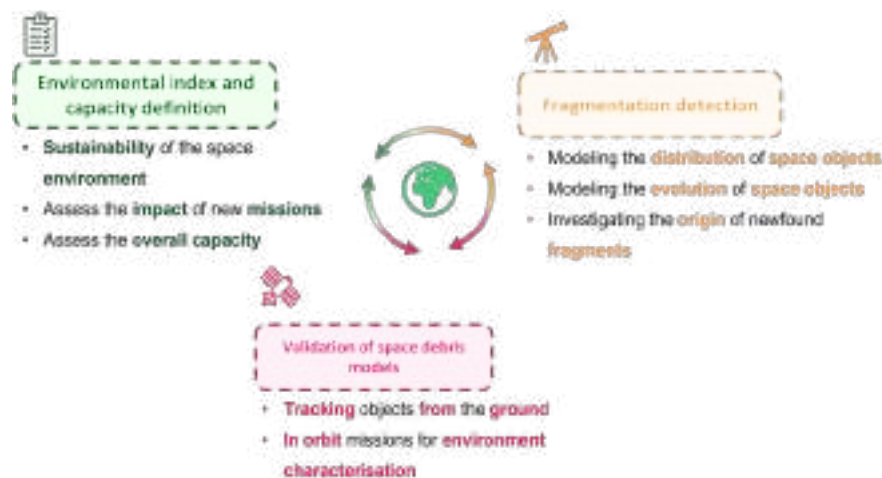 Environmental index and
capacity definition
• Sustainability of the space
environment
• Assess the impact of new missions
• Assess the overall capacity
Fragmentation detection
• Modeling the distribution of space objects
• Modeling the evolution of space objects
• Investigating the origin of newfound
fragments
Validation of space debris
models
• Tracking objects from the ground
• In orbit missions for environment
characterisation